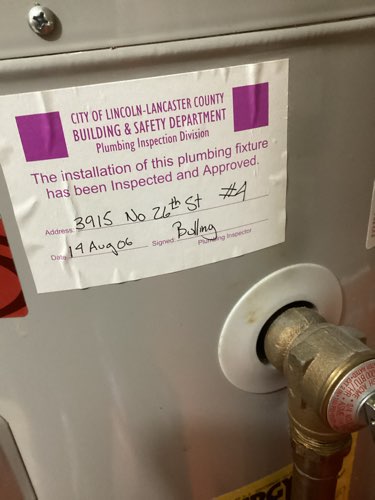 CITY OF LINCOLN-LANCASTER COUNTY
BUILDING & SAFETY DEPARTMENT
Plumbing Inspection Division
The installation of this plumbing fixture
has been Inspected and Approved.
Address 3915 No 26th St #4
Date 14 Aug 06 Signed Bulling Plumbing Inspector